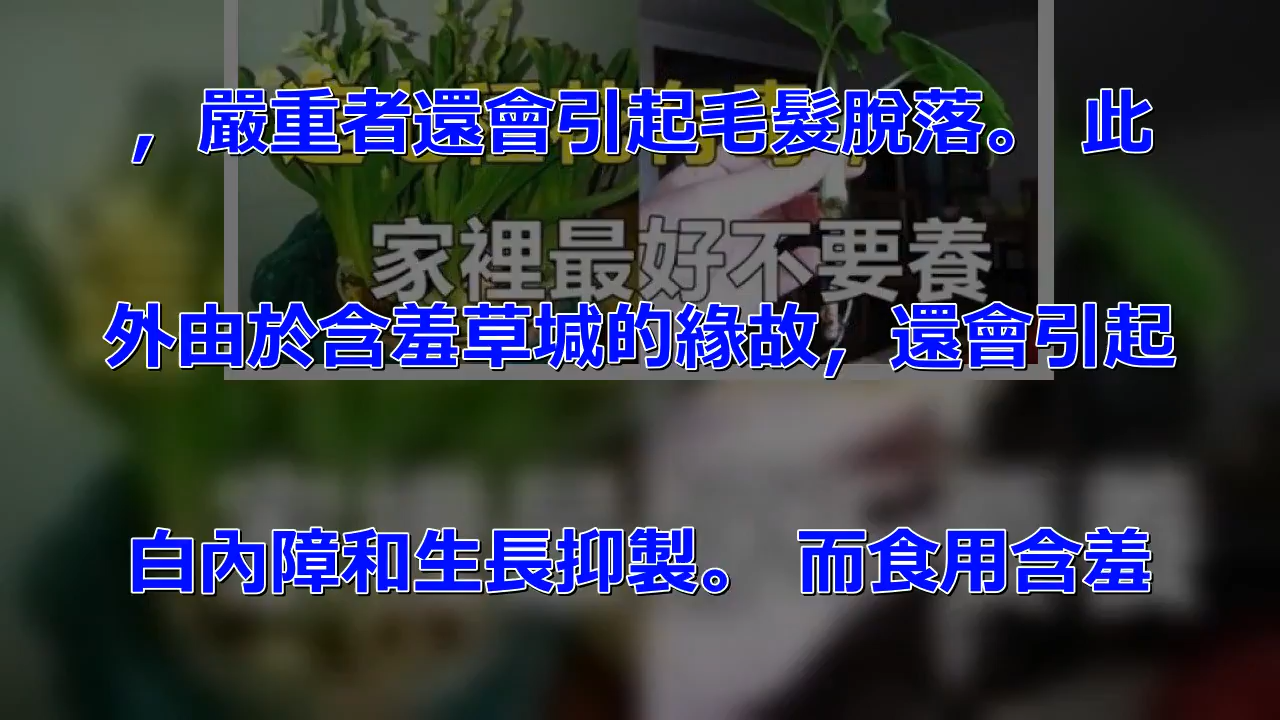 ，嚴重者還會引起毛髮脫落。 此
家裡最好不要養
外由於含羞草堿的緣故，還會引起
白內障和生長抑製。 而食用含羞